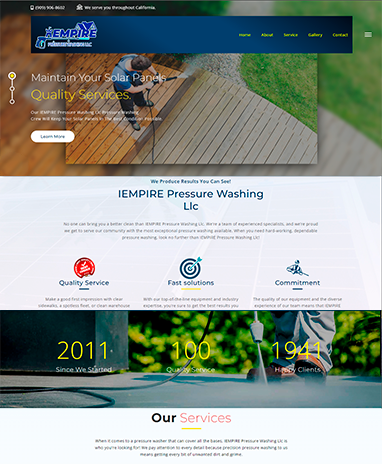 (909) 906-8602 We serve you throughout California.
IEMPIRE
PRESSURE WASHING LLC
Home About Service Gallery Contact
Maintain Your Solar Panels
Quality Services.
Our IEMPIRE Pressure Washing Llc Pressure Washing
Crew Will Keep Your Solar Panels In The Best Condition Possible.
Learn More
We Produce Results You Can See!
IEMPIRE Pressure Washing
Llc
No one can bring you a better clean than IEMPIRE Pressure Washing Llc. We're a team of experienced specialists, and we're proud
we get to serve our community with the most exceptional pressure washing available. When you need hard-working, dependable
pressure washing, look no further than IEMPIRE Pressure Washing Llc!
Quality Service Fast solutions Commitment
Make a good first impression with clean With our top-of-the-line equipment and industry The quality of our equipment and the diverse
sidewalks, a spotless fleet, or clean warehouse expertise, you're sure to get the best results you experience of our team means that IEMPIRE
2011 100 1941
Since We Started Quality Service Happy Clients
Our Services
When it comes to a pressure washer that can cover all the bases, IEMPIRE Pressure Washing Llc is
who you're looking for! We pay attention to every detail because precision pressure washing to us
means getting every bit of unwanted dirt and grime.